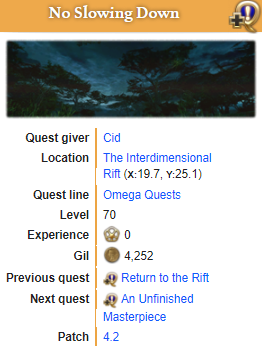 No Slowing Down
Quest giver Cid
Location The Interdimensional
Rift (X:19.7, Y:25.1)
Quest line Omega Quests
Level 70
Experience 0
Gil 4,252
Previous quest Return to the Rift
Next quest An Unfinished
Masterpiece
Patch 4.2